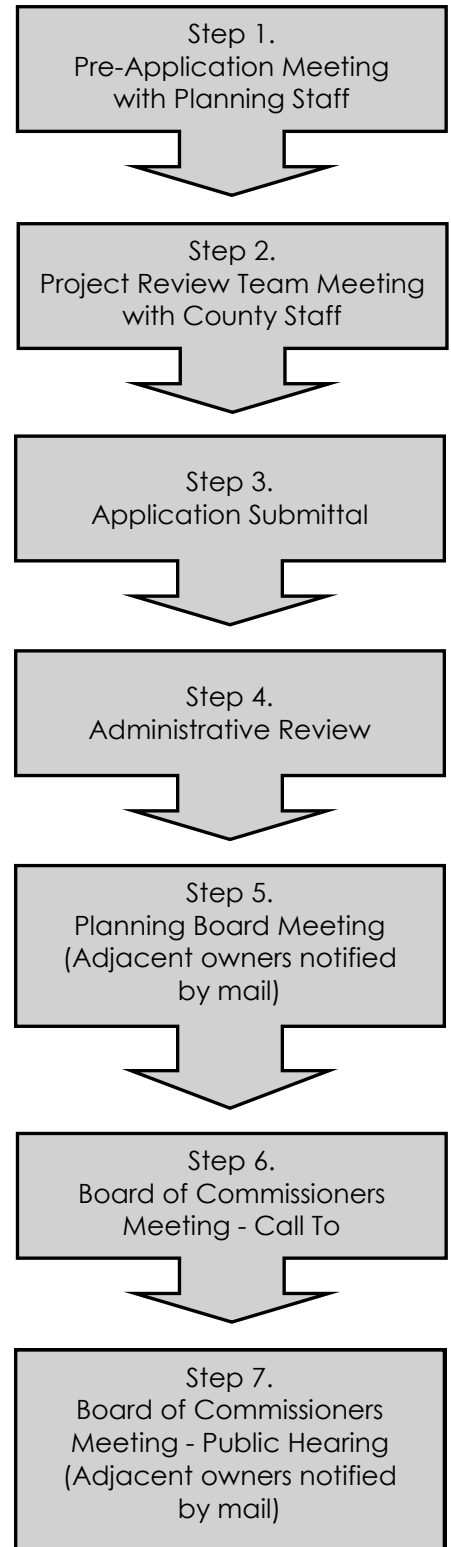 Step 1.
Pre-Application Meeting
with Planning Staff
Step 2.
Project Review Team Meeting
with County Staff
Step 3.
Application Submittal
Step 4.
Administrative Review
Step 5.
Planning Board Meeting
(Adjacent owners notified
by mail)
Step 6.
Board of Commissioners
Meeting - Call To
Step 7.
Board of Commissioners
Meeting - Public Hearing
(Adjacent owners notified
by mail)